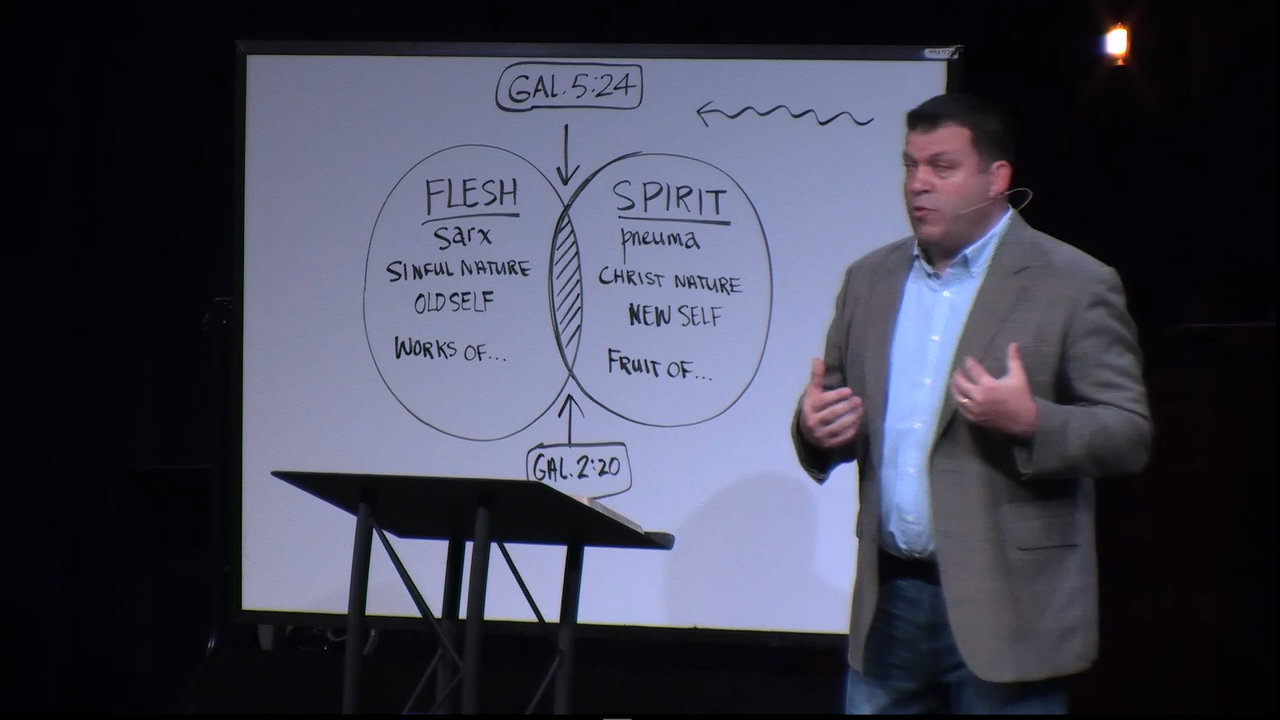 GAL. 5:24
FLESH
sarx
SINFUL NATURE
OLD SELF
WORKS OF...
SPIRIT
pneuma
CHRIST NATURE
NEW SELF
FRUIT OF...
GAL. 2:20